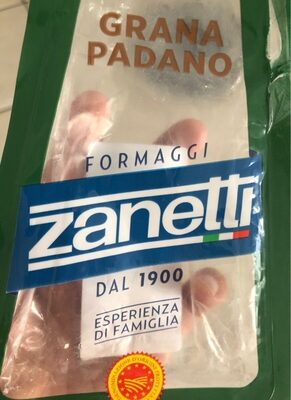 GRANA
PADANO
FORMAGGI
zanetti
DAL 1900
ESPERIENZA
DI FAMIGLIA